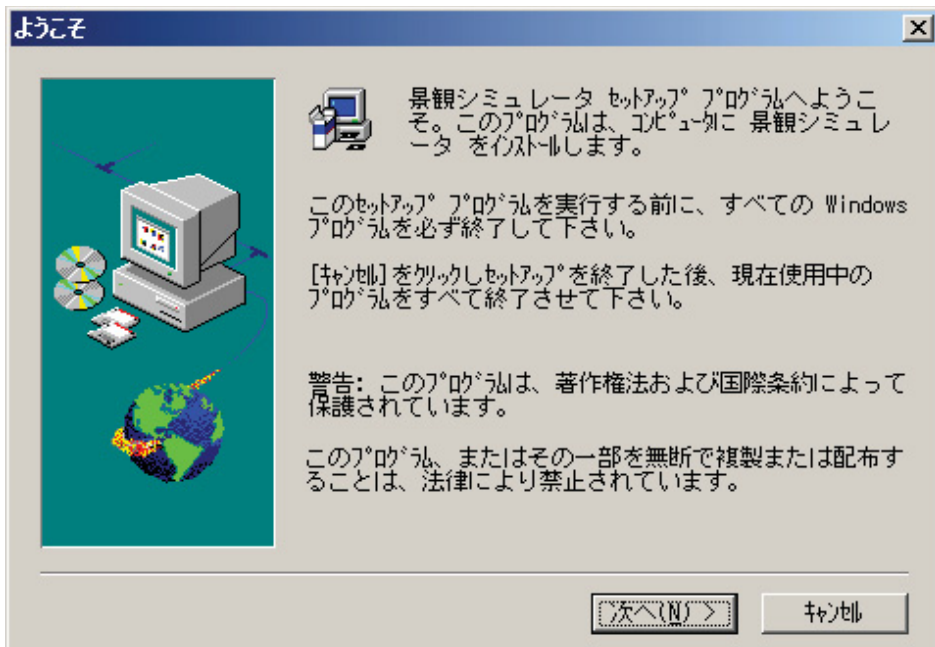 ようこそ
景観シミュレータ ｾｯﾄｱｯﾌﾟ ﾌﾟﾛｸﾞﾗﾑへようこ
そ。このﾌﾟﾛｸﾞﾗﾑは、ｺﾝﾋﾟｭｰﾀに 景観シミュレ
ータ をｲﾝｽﾄｰﾙします。
このｾｯﾄｱｯﾌﾟ ﾌﾟﾛｸﾞﾗﾑを実行する前に、すべての Windows
ﾌﾟﾛｸﾞﾗﾑを必ず終了して下さい。
[ｷｬﾝｾﾙ]をｸﾘｯｸしｾｯﾄｱｯﾌﾟを終了した後、現在使用中の
ﾌﾟﾛｸﾞﾗﾑをすべて終了させて下さい。
警告: このﾌﾟﾛｸﾞﾗﾑは、著作権法および国際条約によって
保護されています。
このﾌﾟﾛｸﾞﾗﾑ、またはその一部を無断で複製または配布す
ることは、法律により禁止されています。
次へ(N) >
ｷｬﾝｾﾙ